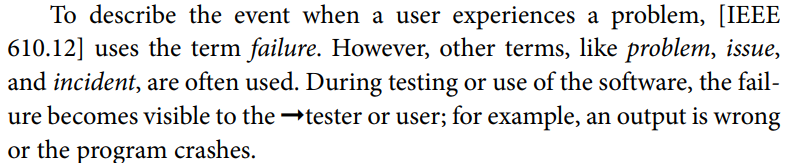 To describe the event when a user experiences a problem, [IEEE
610.12] uses the term failure. However, other terms, like problem, issue,
and incident, are often used. During testing or use of the software, the fail-
ure becomes visible to the →tester or user; for example, an output is wrong
or the program crashes.